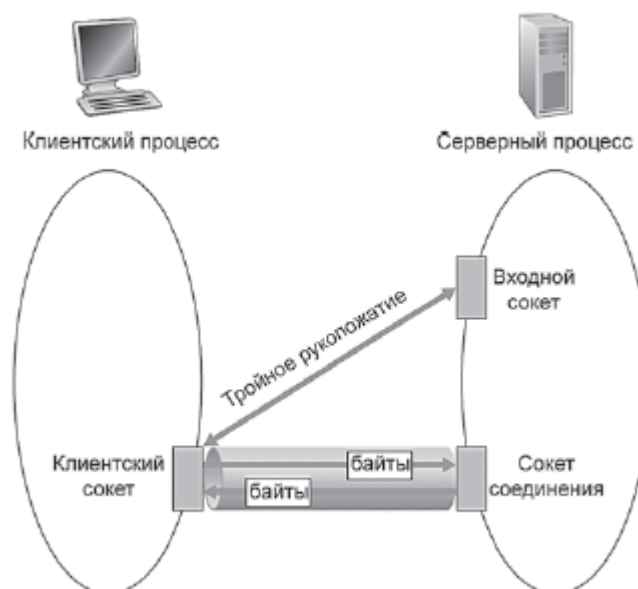 Клиентский процесс
Серверный процесс
Входной
сокет
Тройное рукопожатие
Клиентский
сокет
байты
байты
Сокет
соединения